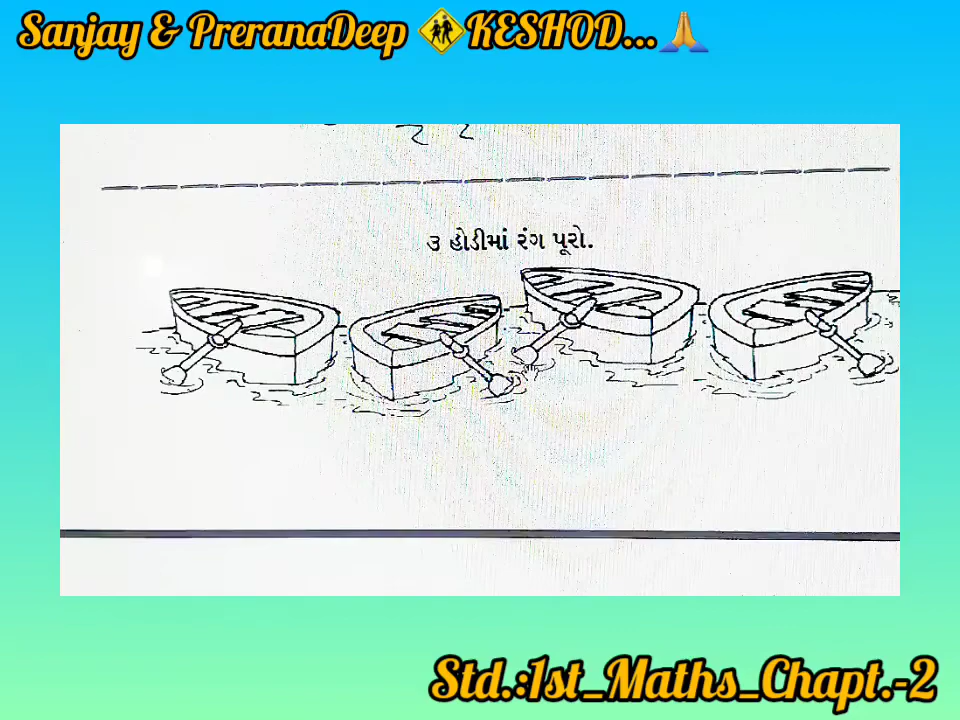 Sanjay & PreranaDeep 🚸KESHOD...🙏
૩ હોડીમાં રંગ પૂરો.
Std.:1st_Maths_Chapt.-2